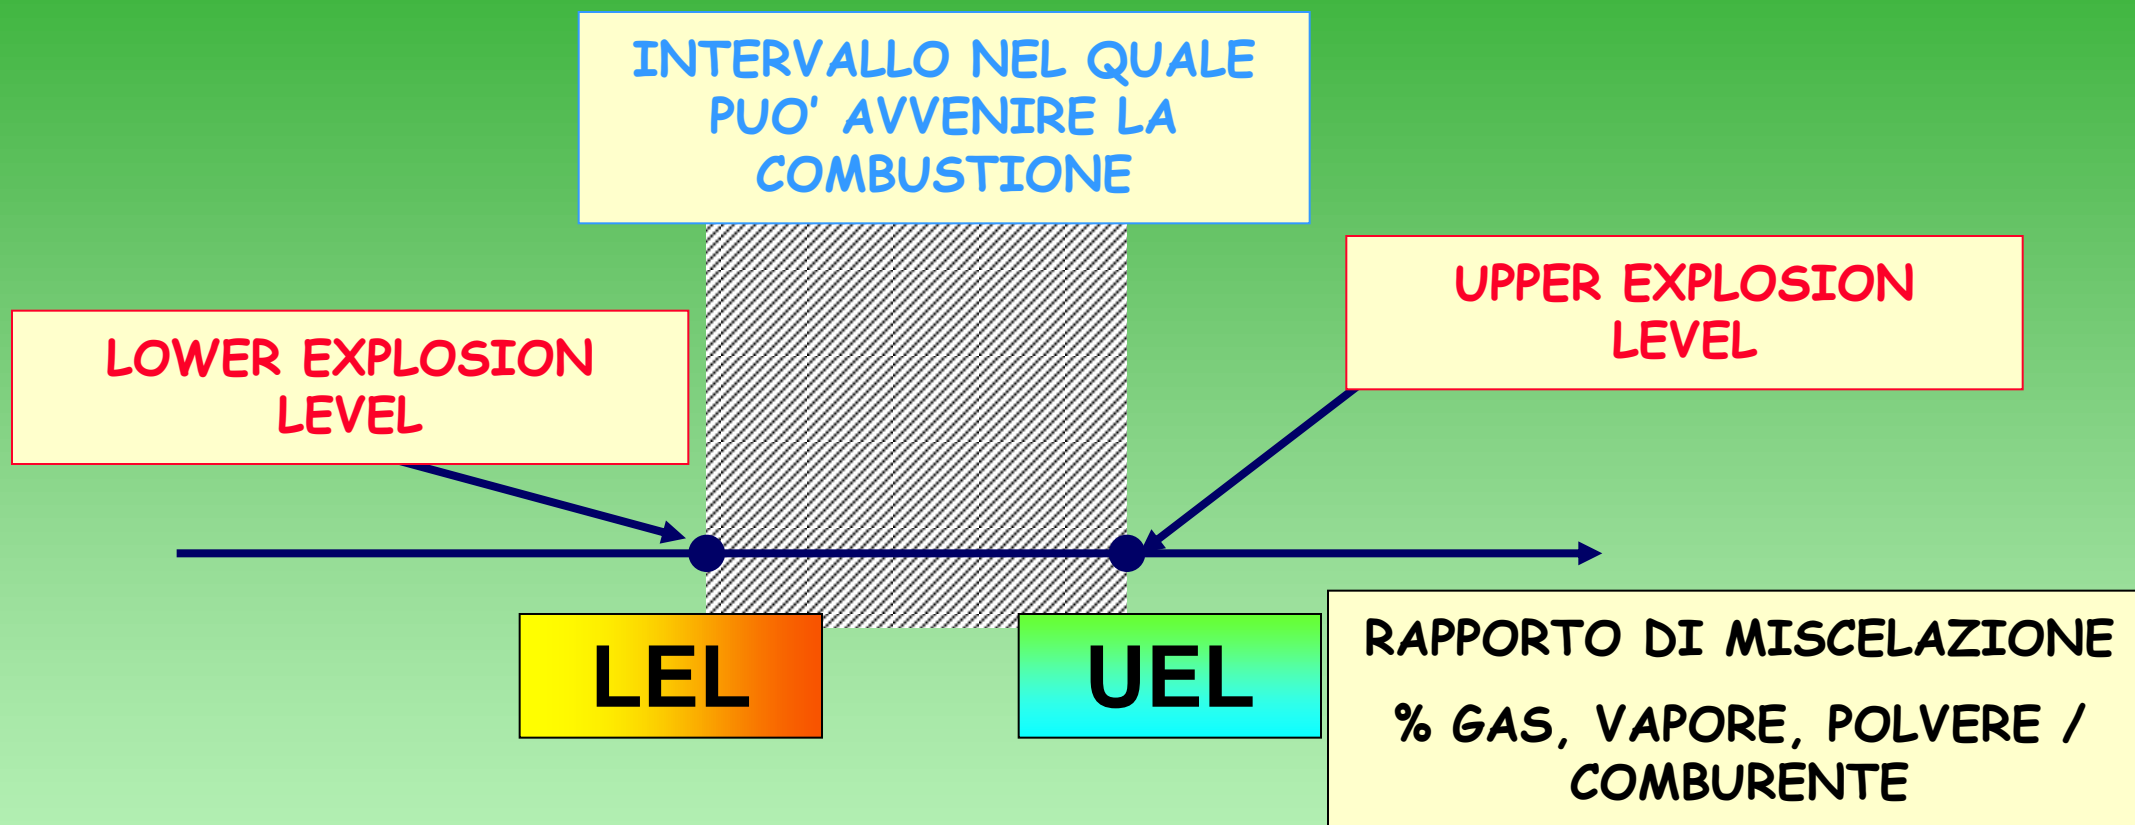 INTERVALLO NEL QUALE
PUO' AVVENIRE LA
COMBUSTIONE
UPPER EXPLOSION
LEVEL
LOWER EXPLOSION
LEVEL
LEL
UEL
RAPPORTO DI MISCELAZIONE
% GAS, VAPORE, POLVERE /
COMBURENTE